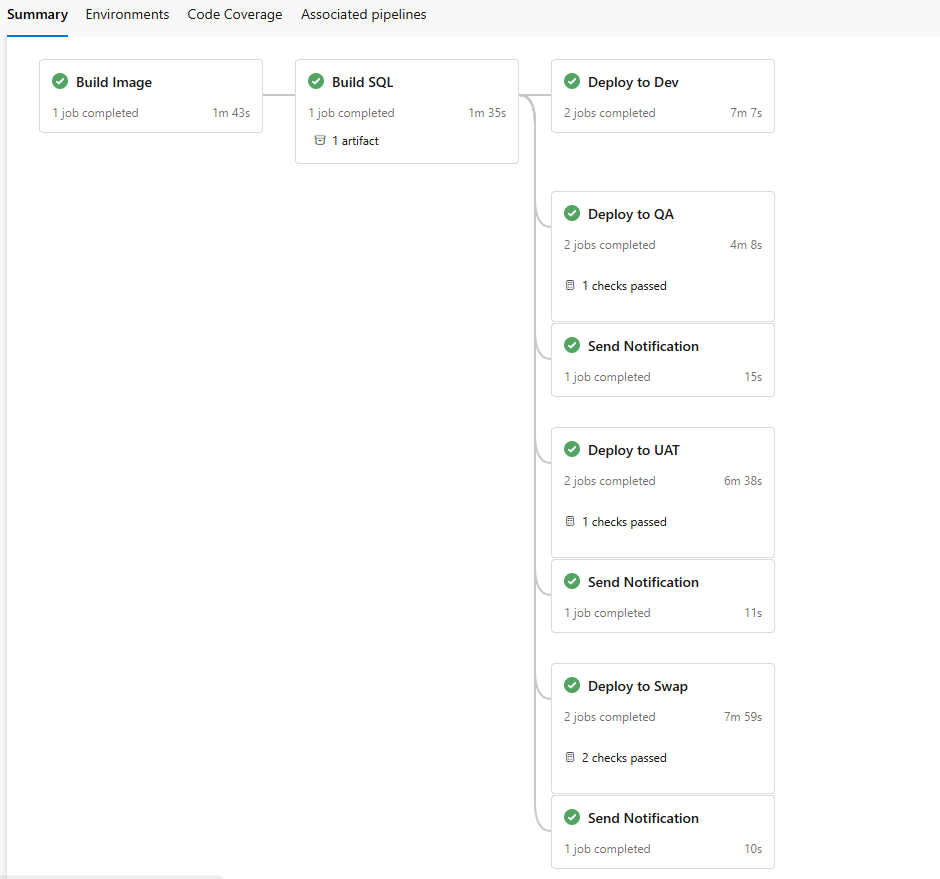 Summary Environments Code Coverage Associated pipelines
Build Image
1 job completed 1m 43s
Build SQL
1 job completed 1m 35s
1 artifact
Deploy to Dev
2 jobs completed 7m 7s
Deploy to QA
2 jobs completed 4m 8s
1 checks passed
Send Notification
1 job completed 15s
Deploy to UAT
2 jobs completed 6m 38s
1 checks passed
Send Notification
1 job completed 11s
Deploy to Swap
2 jobs completed 7m 59s
2 checks passed
Send Notification
1 job completed 10s